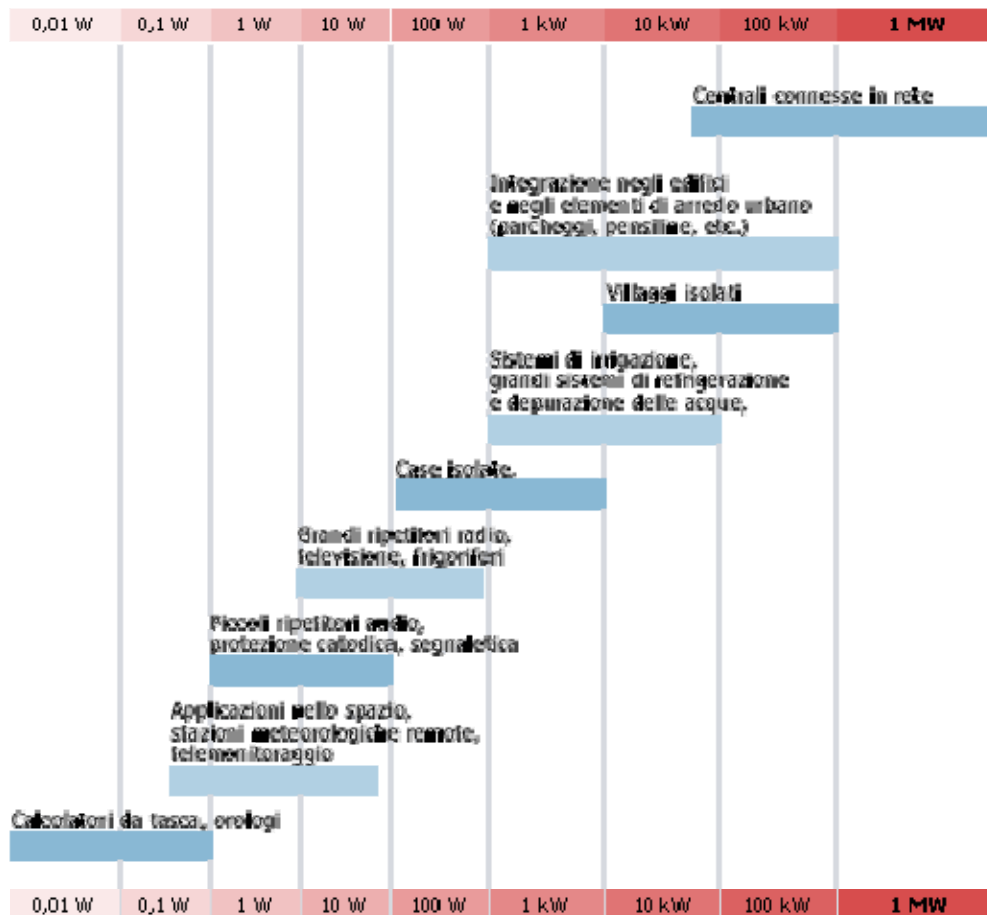 0,01 W 0,1 W 1 W 10 W 100 W 1 kW 10 kW 100 kW 1 MW
Centrali connesse in rete
Integrazione negli edifici
e negli elementi di arredo urbano
(parcheggi, pensiline, etc.)
Villaggi isolati
Sistemi di irrigazione,
grandi sistemi di refrigerazione
e depurazione delle acque,
Case isolate.
Grandi ripetitori radio,
televisione, frigoriferi
Piccoli ripetitori audio,
protezione catodica, segnaletica
Applicazioni nello spazio,
stazioni meteorologiche remote,
telemonitoraggio
Calcolatori da tasca, orologi
0,01 W 0,1 W 1 W 10 W 100 W 1 kW 10 kW 100 kW 1 MW